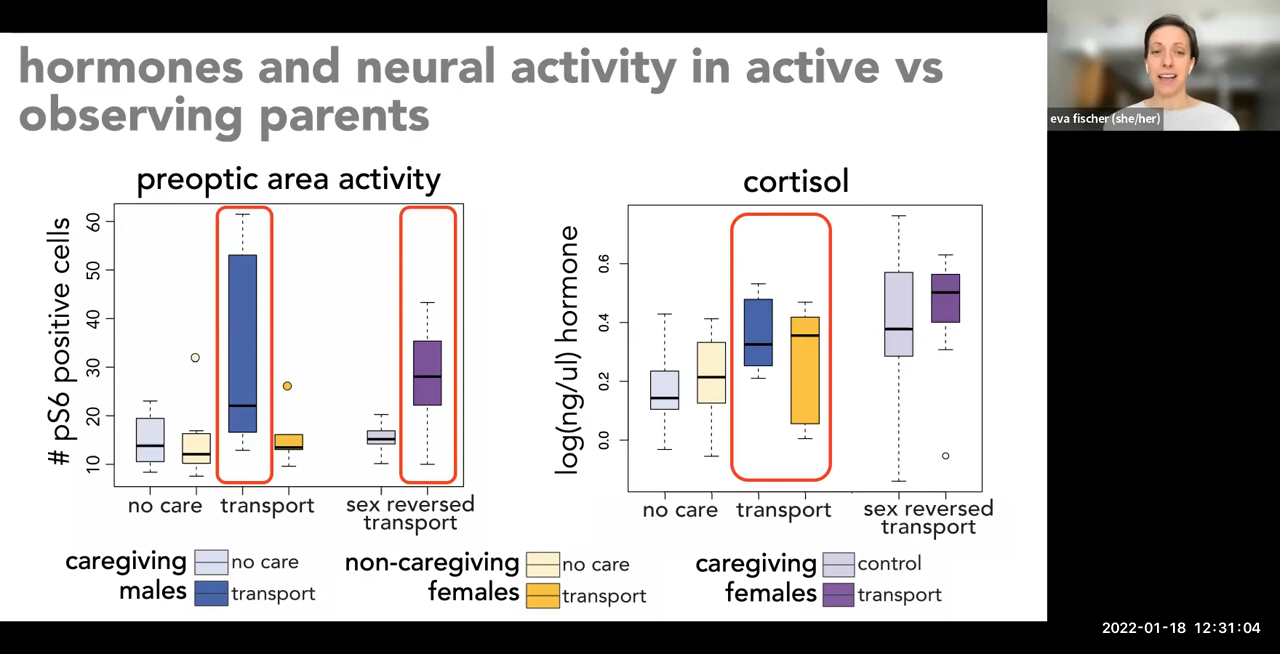 hormones and neural activity in active vs
observing parents
eva fischer (she/her)
preoptic area activity
# pS6 positive cells
60
50
40
30
20
10
no care
transport
sex reversed
transport
cortisol
log(ng/ul) hormone
0.6
0.4
0.2
0.0
no care
transport
sex reversed
transport
caregiving
males
no care
transport
non-caregiving
females
no care
transport
caregiving
females
control
transport
2022-01-18 12:31:04